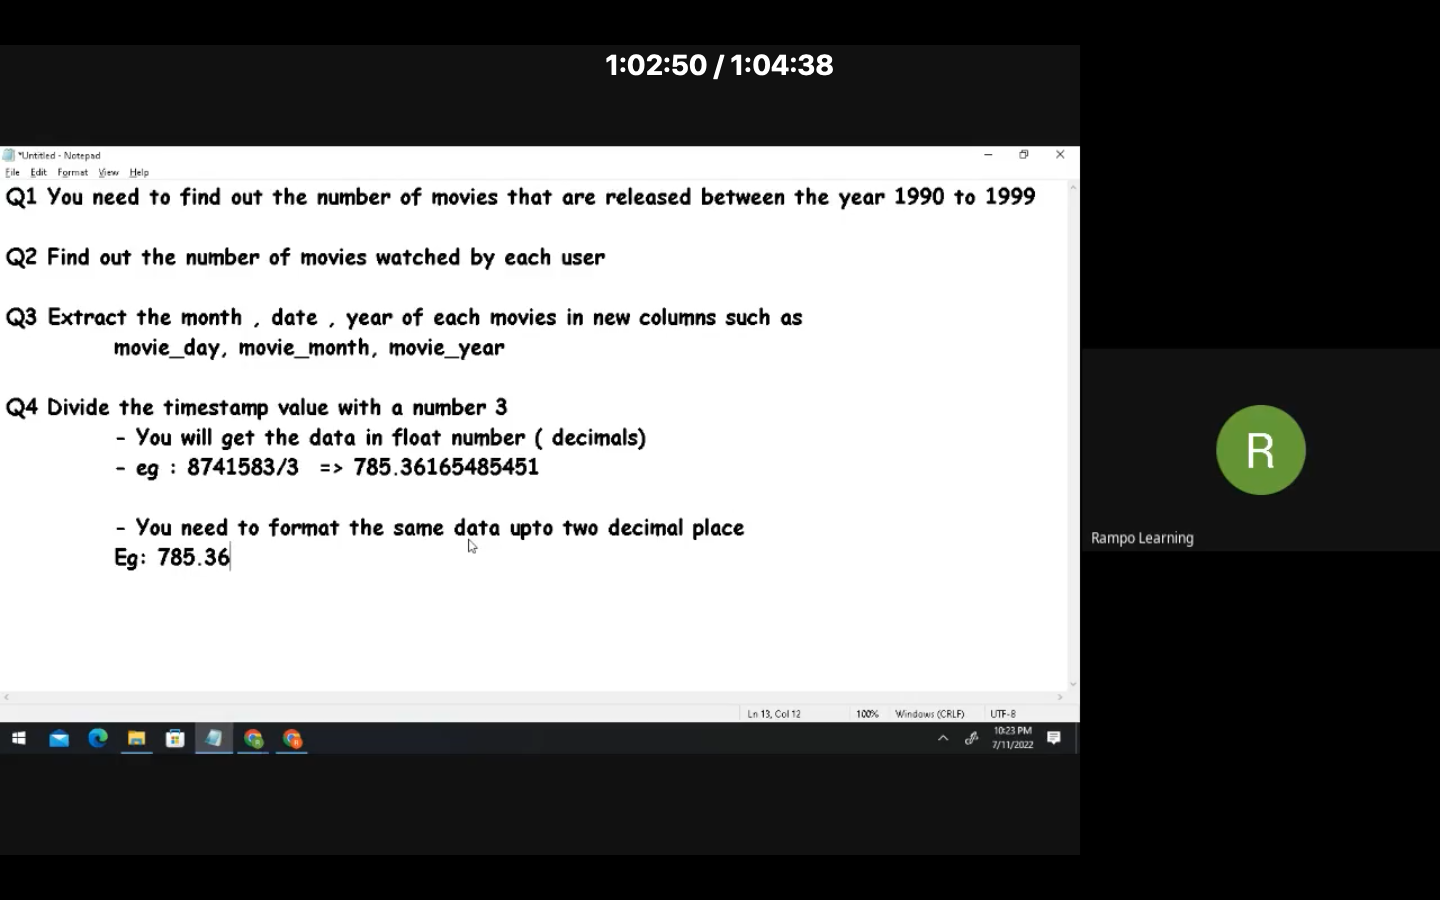 1:02:50 / 1:04:38
*Untitled - Notepad
File Edit Format View Help
Q1 You need to find out the number of movies that are released between the year 1990 to 1999
Q2 Find out the number of movies watched by each user
Q3 Extract the month , date , year of each movies in new columns such as
movie_day, movie_month, movie_year
Q4 Divide the timestamp value with a number 3
- You will get the data in float number ( decimals)
- eg : 8741583/3 => 785.36165485451
- You need to format the same data upto two decimal place
Eg: 785.36
R
Rampo Learning
Ln 13, Col 12 100% Windows (CRLF) UTF-8
10:23 PM
7/11/2022